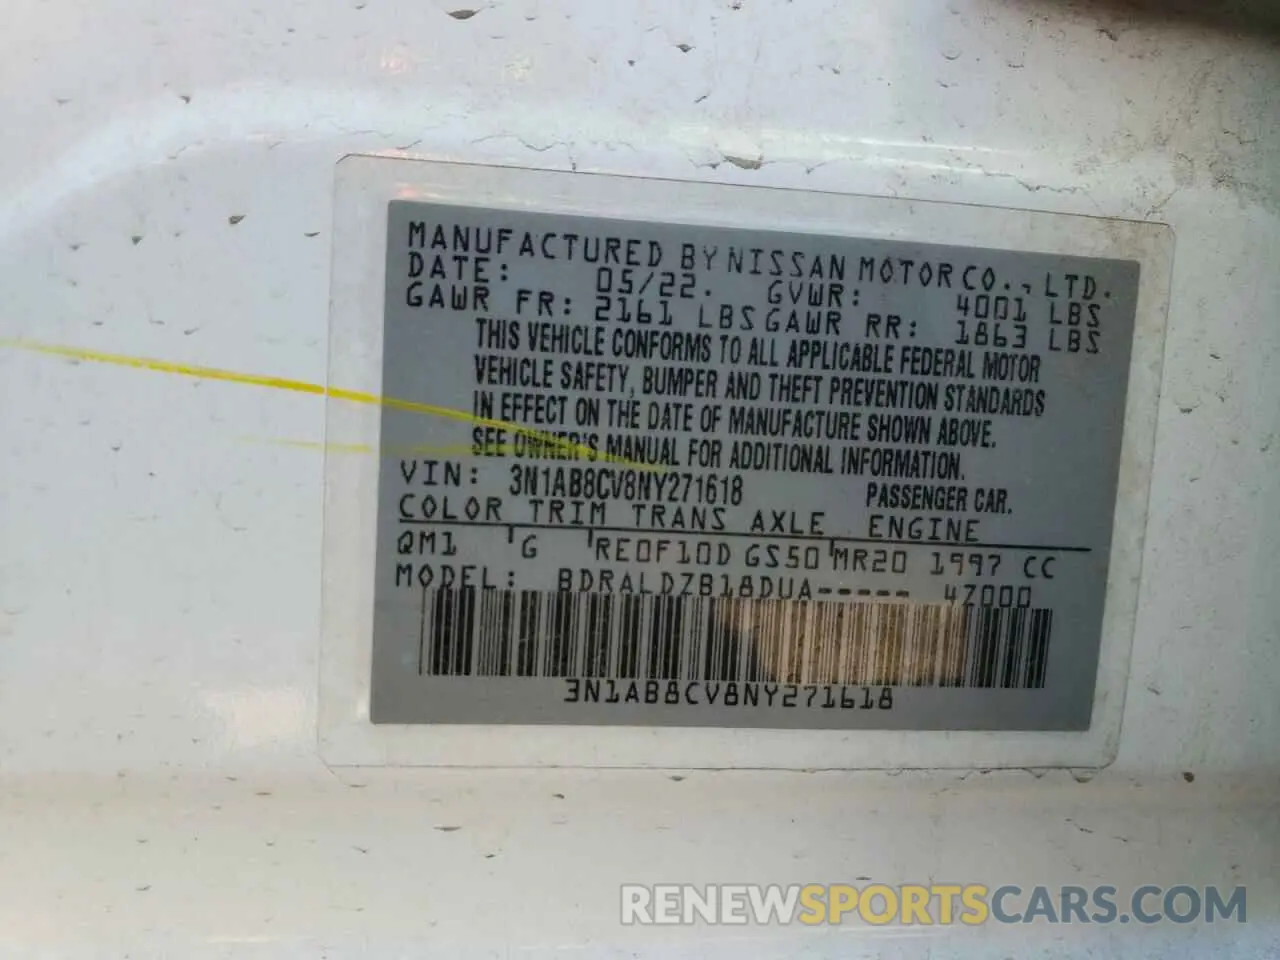 MANUFACTURED BY NISSAN MOTOR CO., LTD.
DATE: 05/22. GVWR: 4001 LBS
GAWR FR: 2161 LBS GAWR RR: 1863 LBS
THIS VEHICLE CONFORMS TO ALL APPLICABLE FEDERAL MOTOR
VEHICLE SAFETY, BUMPER AND THEFT PREVENTION STANDARDS
IN EFFECT ON THE DATE OF MANUFACTURE SHOWN ABOVE.
SEE OWNER'S MANUAL FOR ADDITIONAL INFORMATION.
VIN: 3N1AB8CV8NY271618 PASSENGER CAR.
COLOR TRIM TRANS AXLE ENGINE
QM1 G RE0F10D GS50 MR20 1997 CC
MODEL: BDRALDZB18DUA----- 4Z000
3N1AB8CV8NY271618
RENEWSPORTSCARS.COM